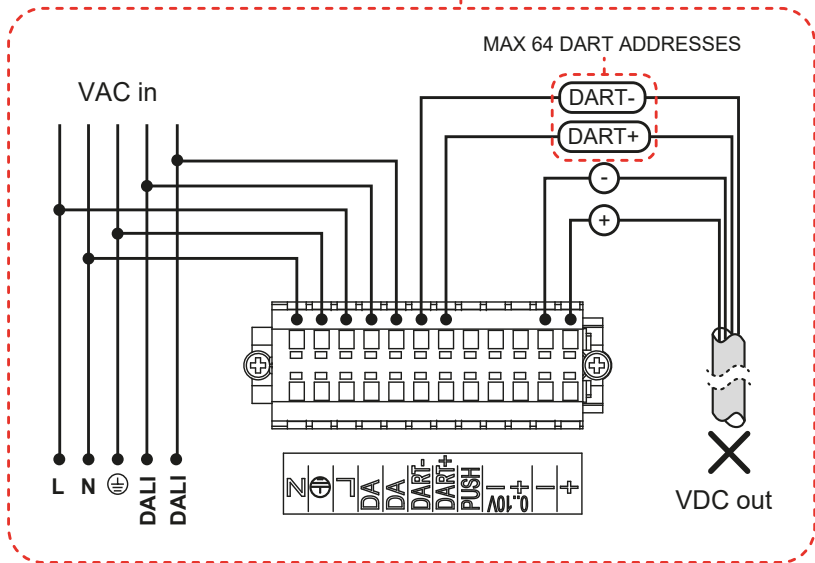 MAX 64 DART ADDRESSES
VAC in
DART-
DART+
-
+
L N DALI DALI
VDC out
N L DA DA DART- DART+ PUSH - + 0..10V - +